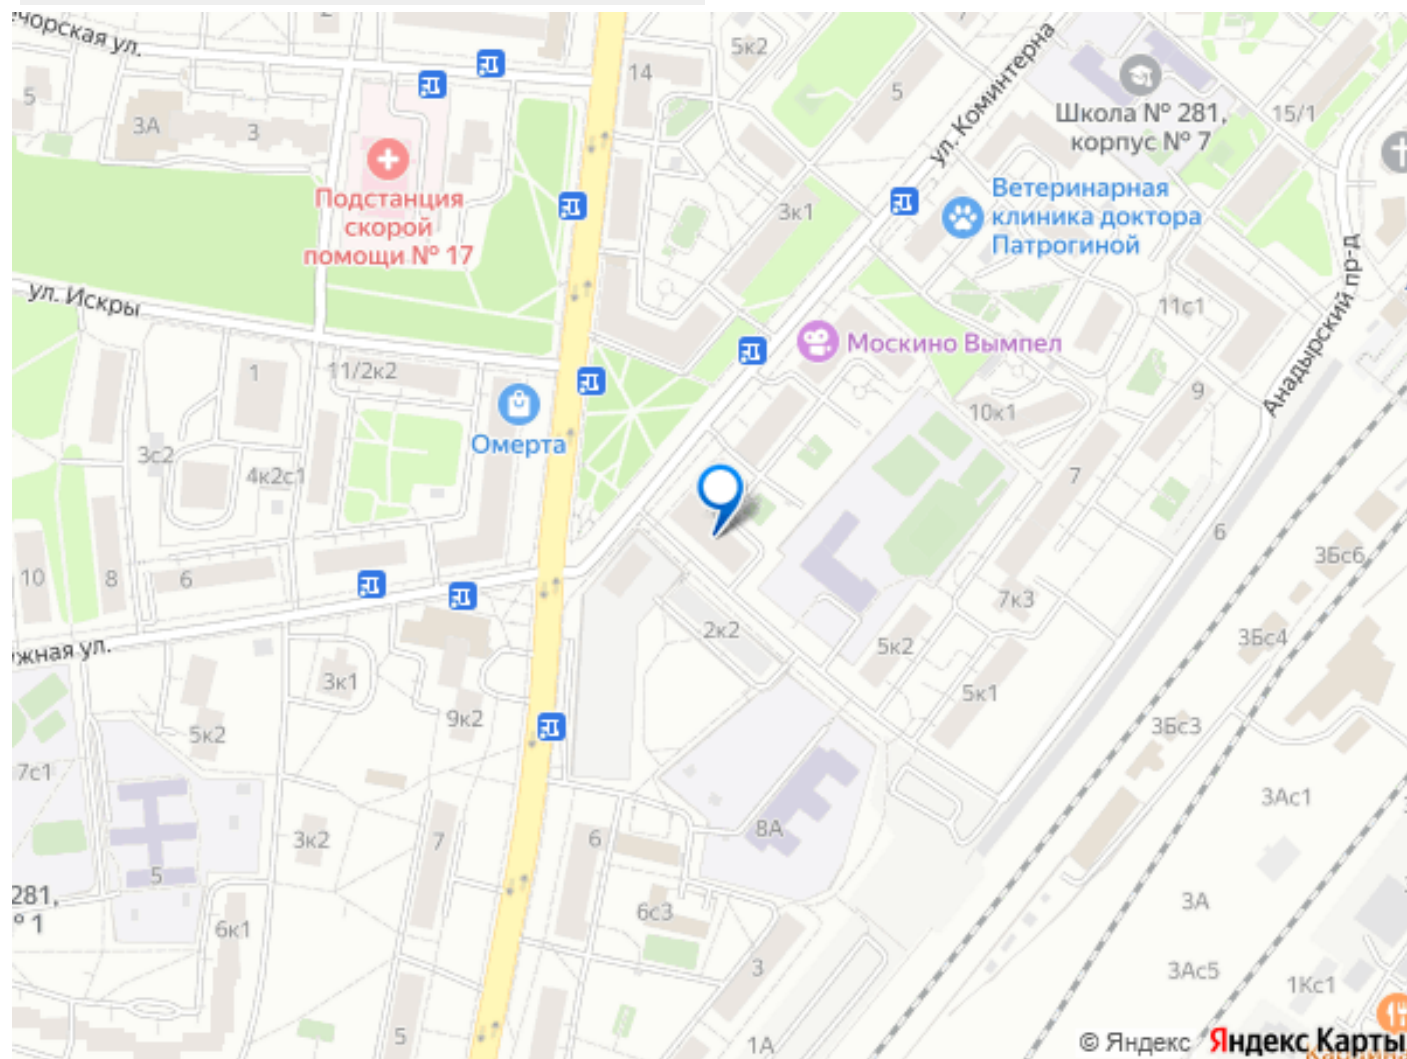 чорская ул.
2
5к2
7
ул. Коминтерна
14
5
5
3А
3
17
Школа № 281,
корпус № 7
15/1
Подстанция
скорой
помощи № 17
3к1
Ветеринарная
клиника доктора
Патрогиной
ул. Искры
11с1
Анадырский пр-д
Москино Вымпел
1
11/2к2
9
10к1
Омерта
3с2
4к2с1
7
6
3Бс6
10
8
6
7к3
2к2
3Бс4
5к2
ужная ул.
3к1
5к1
9к2
3Бс3
5к2
7с1
3Ас1
8А
3к2
7
6
5
281,
º 1
3А
6с3
6к1
3
3Ас5
1Кс1
5
1А
© Яндекс Яндекс Карты